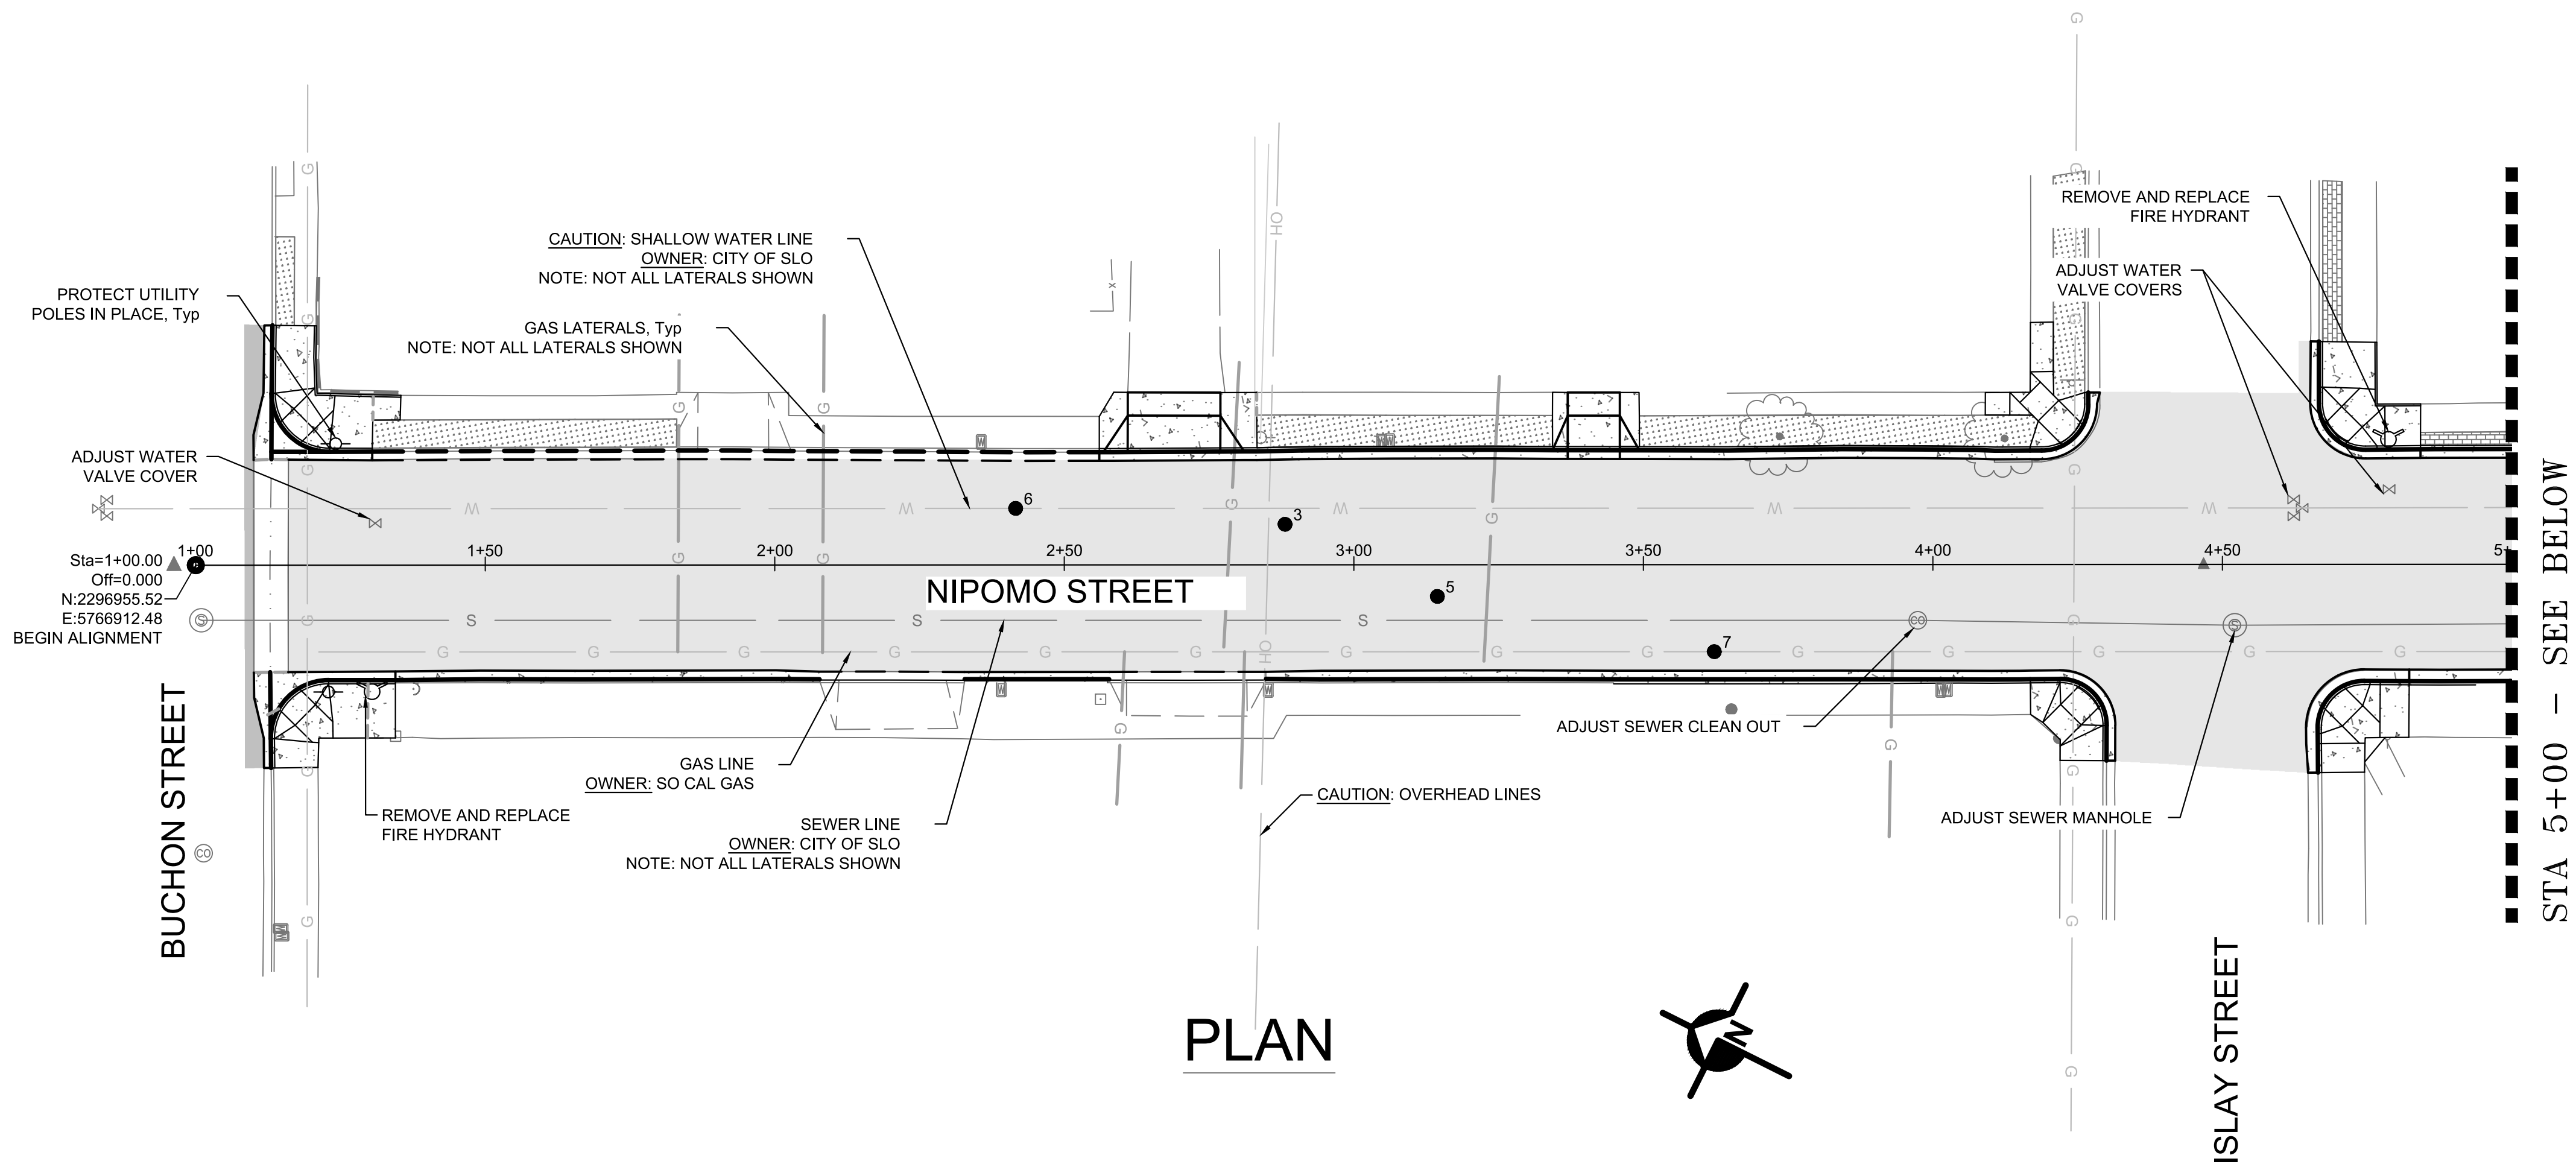 CAUTION: SHALLOW WATER LINE
OWNER: CITY OF SLO
NOTE: NOT ALL LATERALS SHOWN
PROTECT UTILITY
POLES IN PLACE, Typ
GAS LATERALS, Typ
NOTE: NOT ALL LATERALS SHOWN
REMOVE AND REPLACE
FIRE HYDRANT
ADJUST WATER
VALVE COVERS
ADJUST WATER
VALVE COVER
OH
G
G
G
G
G
G
G
W
W
W
W
W
6
3
G
G
G
G
G
1+00
1+50
2+00
2+50
3+00
3+50
4+00
4+50
5+
Sta=1+00.00
Off=0.000
N:2296955.52
E:5766912.48
BEGIN ALIGNMENT
NIPOMO STREET
5
S
S
S
S
CO
S
G
G
G
OH
G
G
G
G
G
G
G
G
G
G
G
G
G
G
7
ADJUST SEWER CLEAN OUT
G
G
G
G
GAS LINE
OWNER: SO CAL GAS
CAUTION: OVERHEAD LINES
REMOVE AND REPLACE
FIRE HYDRANT
SEWER LINE
OWNER: CITY OF SLO
NOTE: NOT ALL LATERALS SHOWN
ADJUST SEWER MANHOLE
CO
G
G
G
BUCHON STREET
ISLAY STREET
STA 5+00 - SEE BELOW
PLAN
N